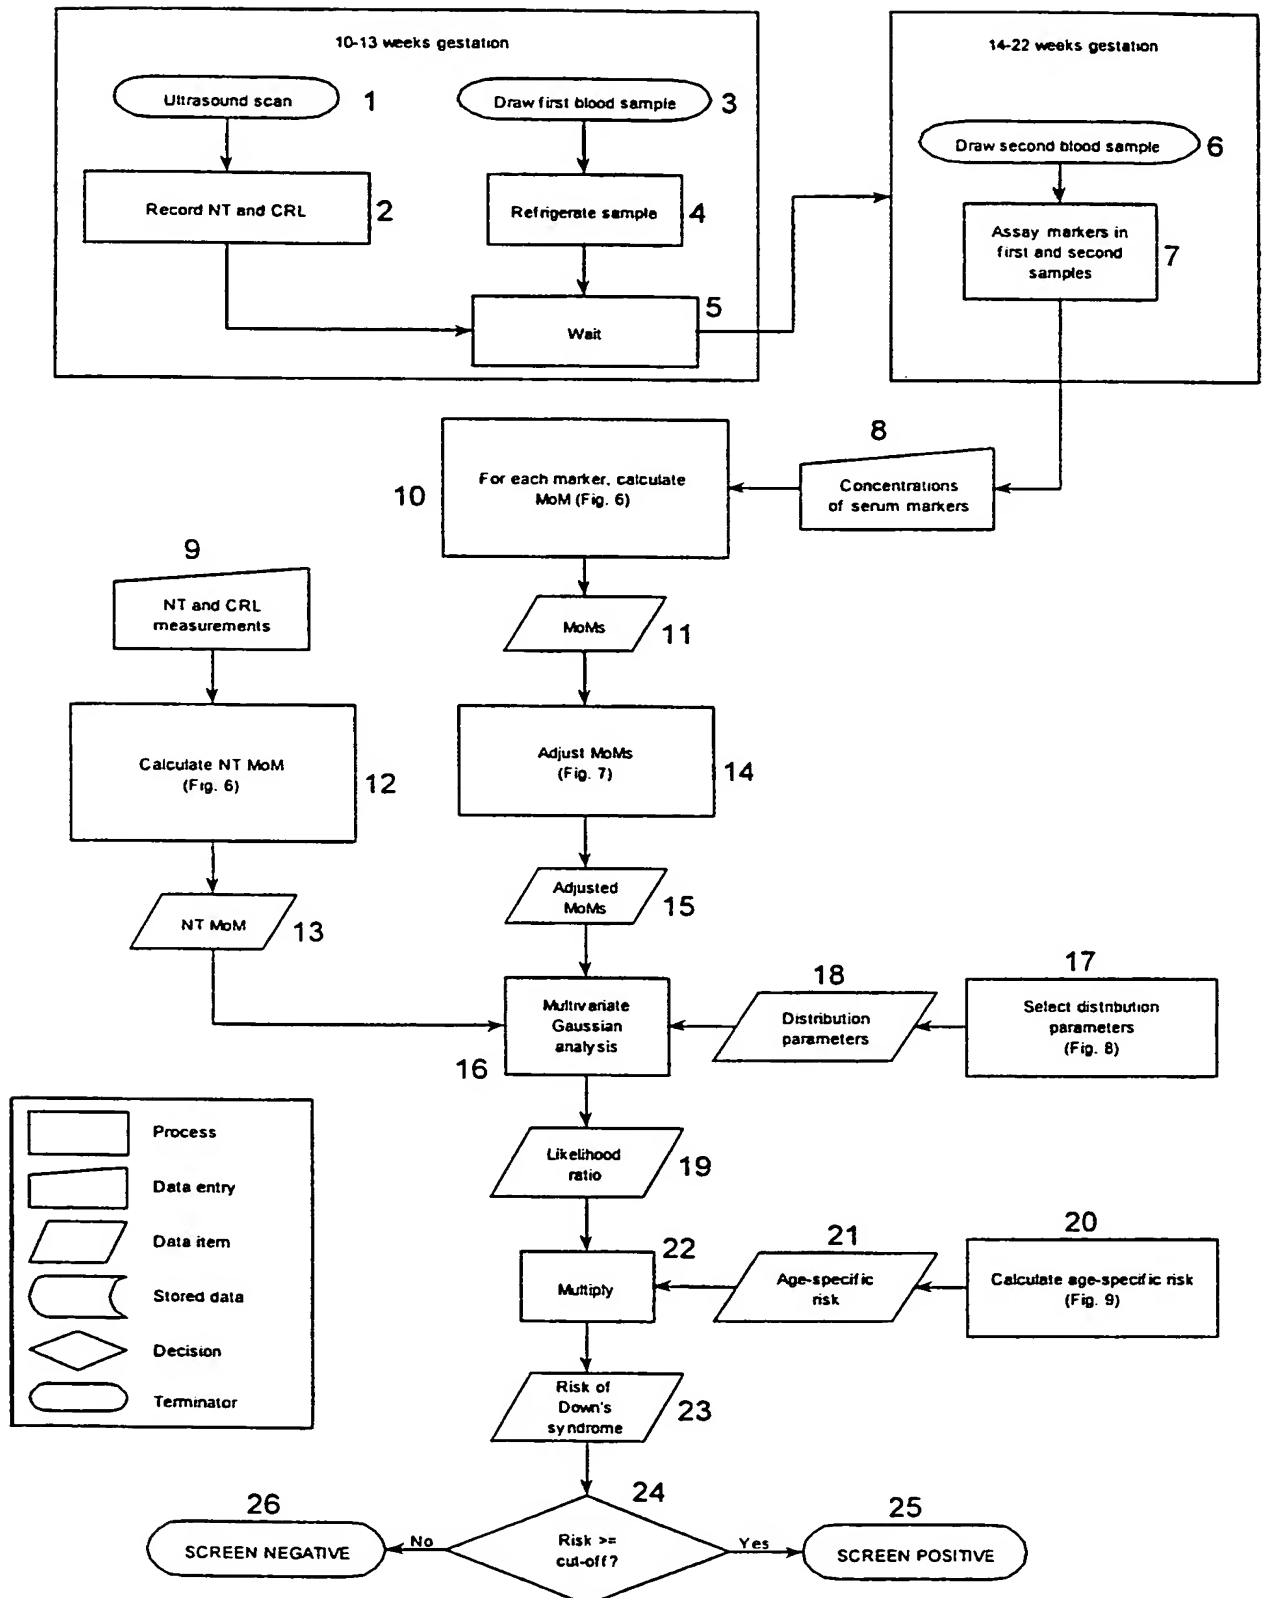 10-13 weeks gestation
Ultrasound scan
1
Draw first blood sample
3
Record NT and CRL
2
Refrigerate sample
4
Wait
5
14-22 weeks gestation
Draw second blood sample
6
Assay markers in
first and second
samples
7
8
Concentrations
of serum markers
For each marker, calculate
MoM (Fig. 6)
10
9
NT and CRL
measurements
MoMs
11
Calculate NT MoM
(Fig. 6)
12
Adjust MoMs
(Fig. 7)
14
NT MoM
13
Adjusted
MoMs
15
Multivariate
Gaussian
analysis
16
18
Distribution
parameters
17
Select distribution
parameters
(Fig. 8)
Process
Data entry
Data item
Stored data
Decision
Terminator
Likelihood
ratio
19
22
Multiply
21
Age-specific
risk
20
Calculate age-specific risk
(Fig. 9)
Risk of
Down's
syndrome
23
24
Risk >=
cut-off?
No
Yes
26
SCREEN NEGATIVE
25
SCREEN POSITIVE